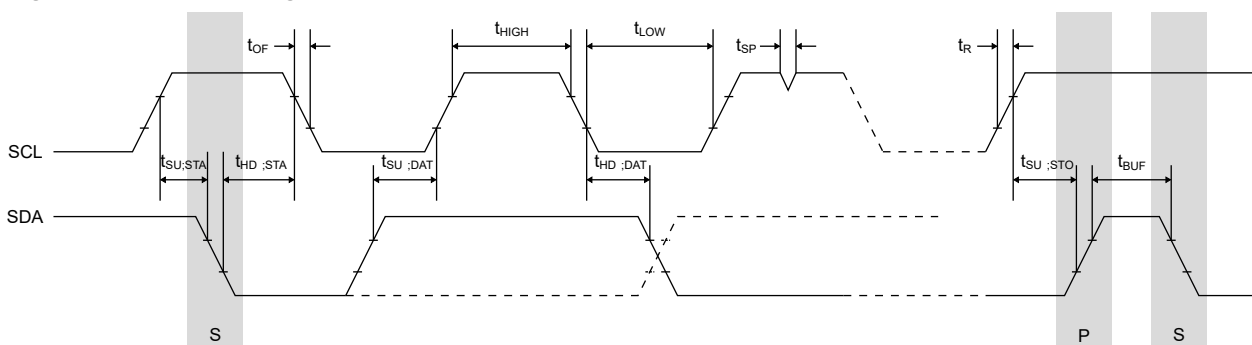 tOF
tHIGH
tLOW
tSP
tR
SCL
tSU;STA
tHD ;STA
tSU ;DAT
tHD ;DAT
tSU ;STO
tBUF
SDA
S
P
S